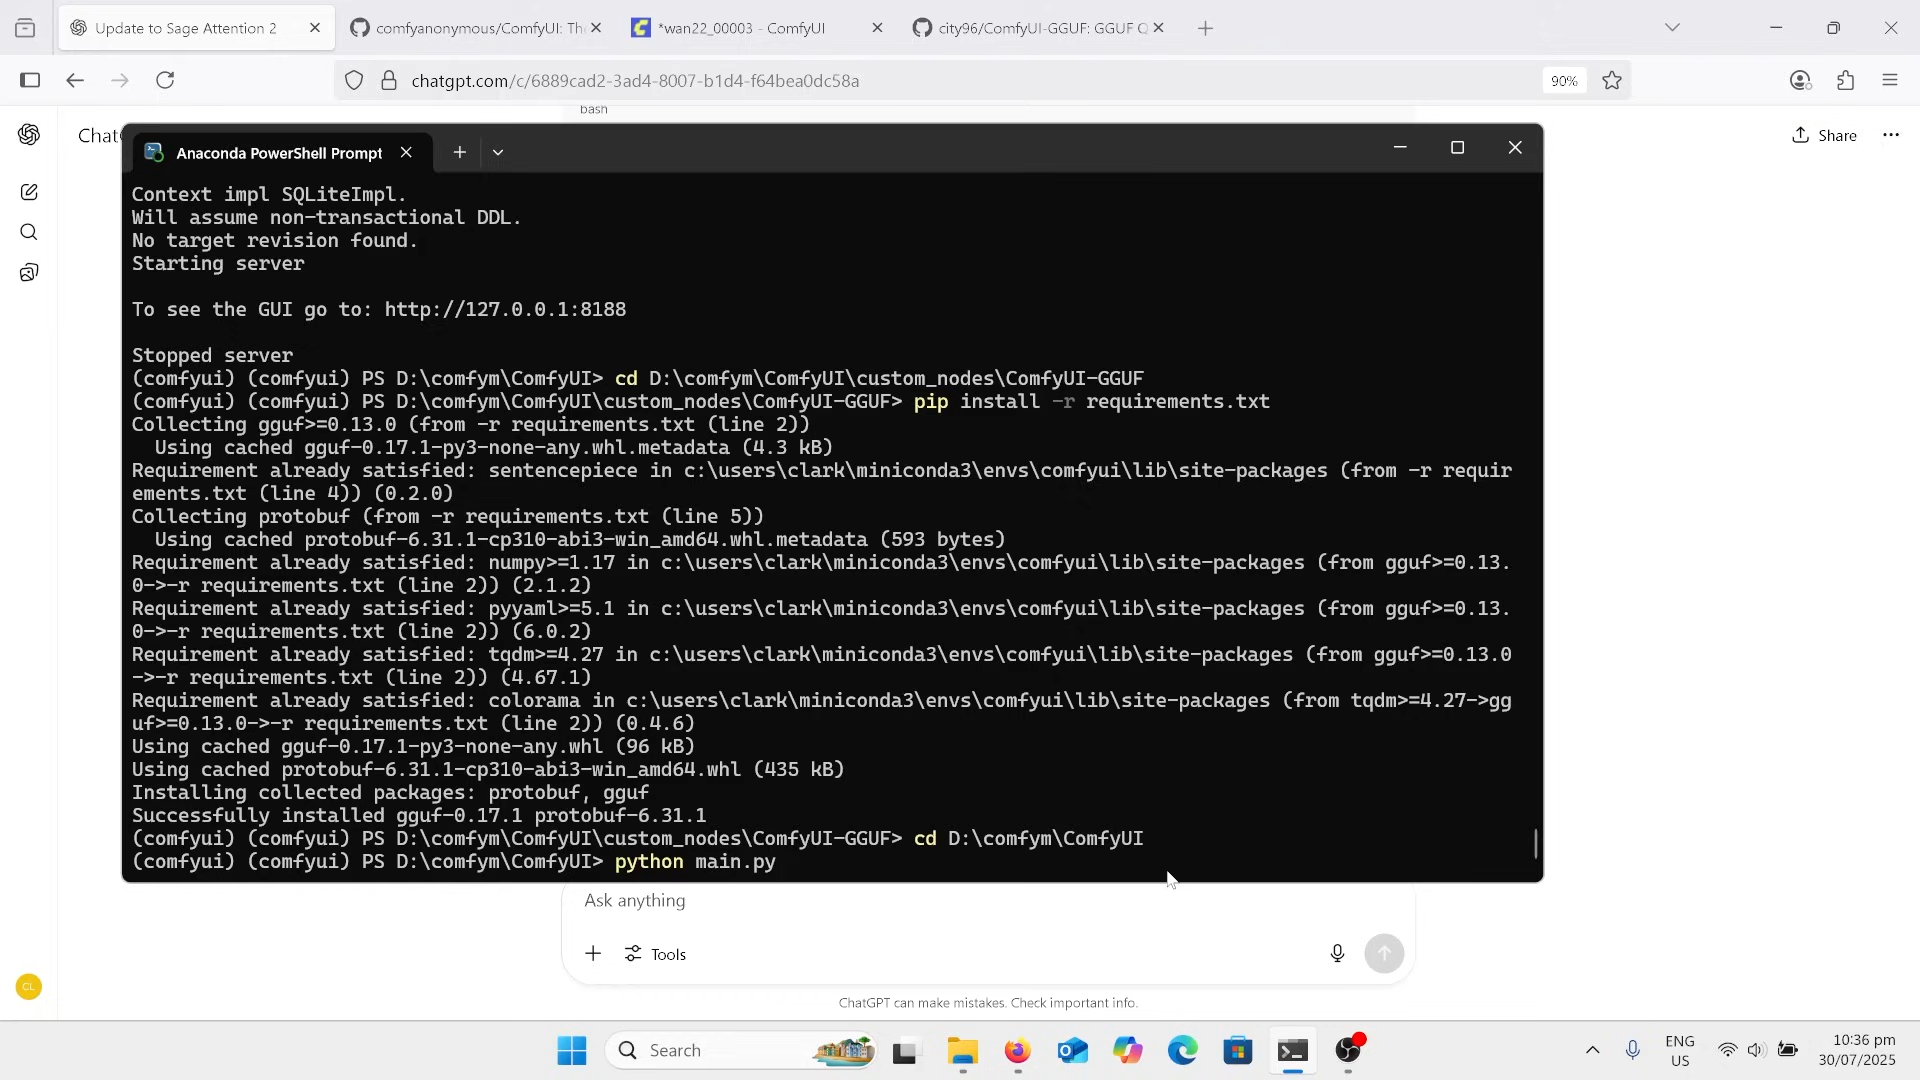 Update to Sage Attention 2
comfyanonymous/ComfyUI: Th
*wan22_00003 - ComfyUI
city96/ComfyUI-GGUF: GGUF Q
chatgpt.com/c/6889cad2-3ad4-8007-b1d4-f64bea0dc58a
90%
bash
Chat
Share
Anaconda PowerShell Prompt
Context impl SQLiteImpl.
Will assume non-transactional DDL.
No target revision found.
Starting server
To see the GUI go to: http://127.0.0.1:8188
Stopped server
(comfyui) (comfyui) PS D:\comfym\ComfyUI> cd D:\comfym\ComfyUI\custom_nodes\ComfyUI-GGUF
(comfyui) (comfyui) PS D:\comfym\ComfyUI\custom_nodes\ComfyUI-GGUF> pip install -r requirements.txt
Collecting gguf>=0.13.0 (from -r requirements.txt (line 2))
  Using cached gguf-0.17.1-py3-none-any.whl.metadata (4.3 kB)
Requirement already satisfied: sentencepiece in c:\users\clark\miniconda3\envs\comfyui\lib\site-packages (from -r requir
ements.txt (line 4)) (0.2.0)
Collecting protobuf (from -r requirements.txt (line 5))
  Using cached protobuf-6.31.1-cp310-abi3-win_amd64.whl.metadata (593 bytes)
Requirement already satisfied: numpy>=1.17 in c:\users\clark\miniconda3\envs\comfyui\lib\site-packages (from gguf>=0.13.
0->-r requirements.txt (line 2)) (2.1.2)
Requirement already satisfied: pyyaml>=5.1 in c:\users\clark\miniconda3\envs\comfyui\lib\site-packages (from gguf>=0.13.
0->-r requirements.txt (line 2)) (6.0.2)
Requirement already satisfied: tqdm>=4.27 in c:\users\clark\miniconda3\envs\comfyui\lib\site-packages (from gguf>=0.13.0
->-r requirements.txt (line 2)) (4.67.1)
Requirement already satisfied: colorama in c:\users\clark\miniconda3\envs\comfyui\lib\site-packages (from tqdm>=4.27->gg
uf>=0.13.0->-r requirements.txt (line 2)) (0.4.6)
Using cached gguf-0.17.1-py3-none-any.whl (96 kB)
Using cached protobuf-6.31.1-cp310-abi3-win_amd64.whl (435 kB)
Installing collected packages: protobuf, gguf
Successfully installed gguf-0.17.1 protobuf-6.31.1
(comfyui) (comfyui) PS D:\comfym\ComfyUI\custom_nodes\ComfyUI-GGUF> cd D:\comfym\ComfyUI
(comfyui) (comfyui) PS D:\comfym\ComfyUI> python main.py
Ask anything
Tools
CL
ChatGPT can make mistakes. Check important info.
Search
ENG
US
10:36 pm
30/07/2025